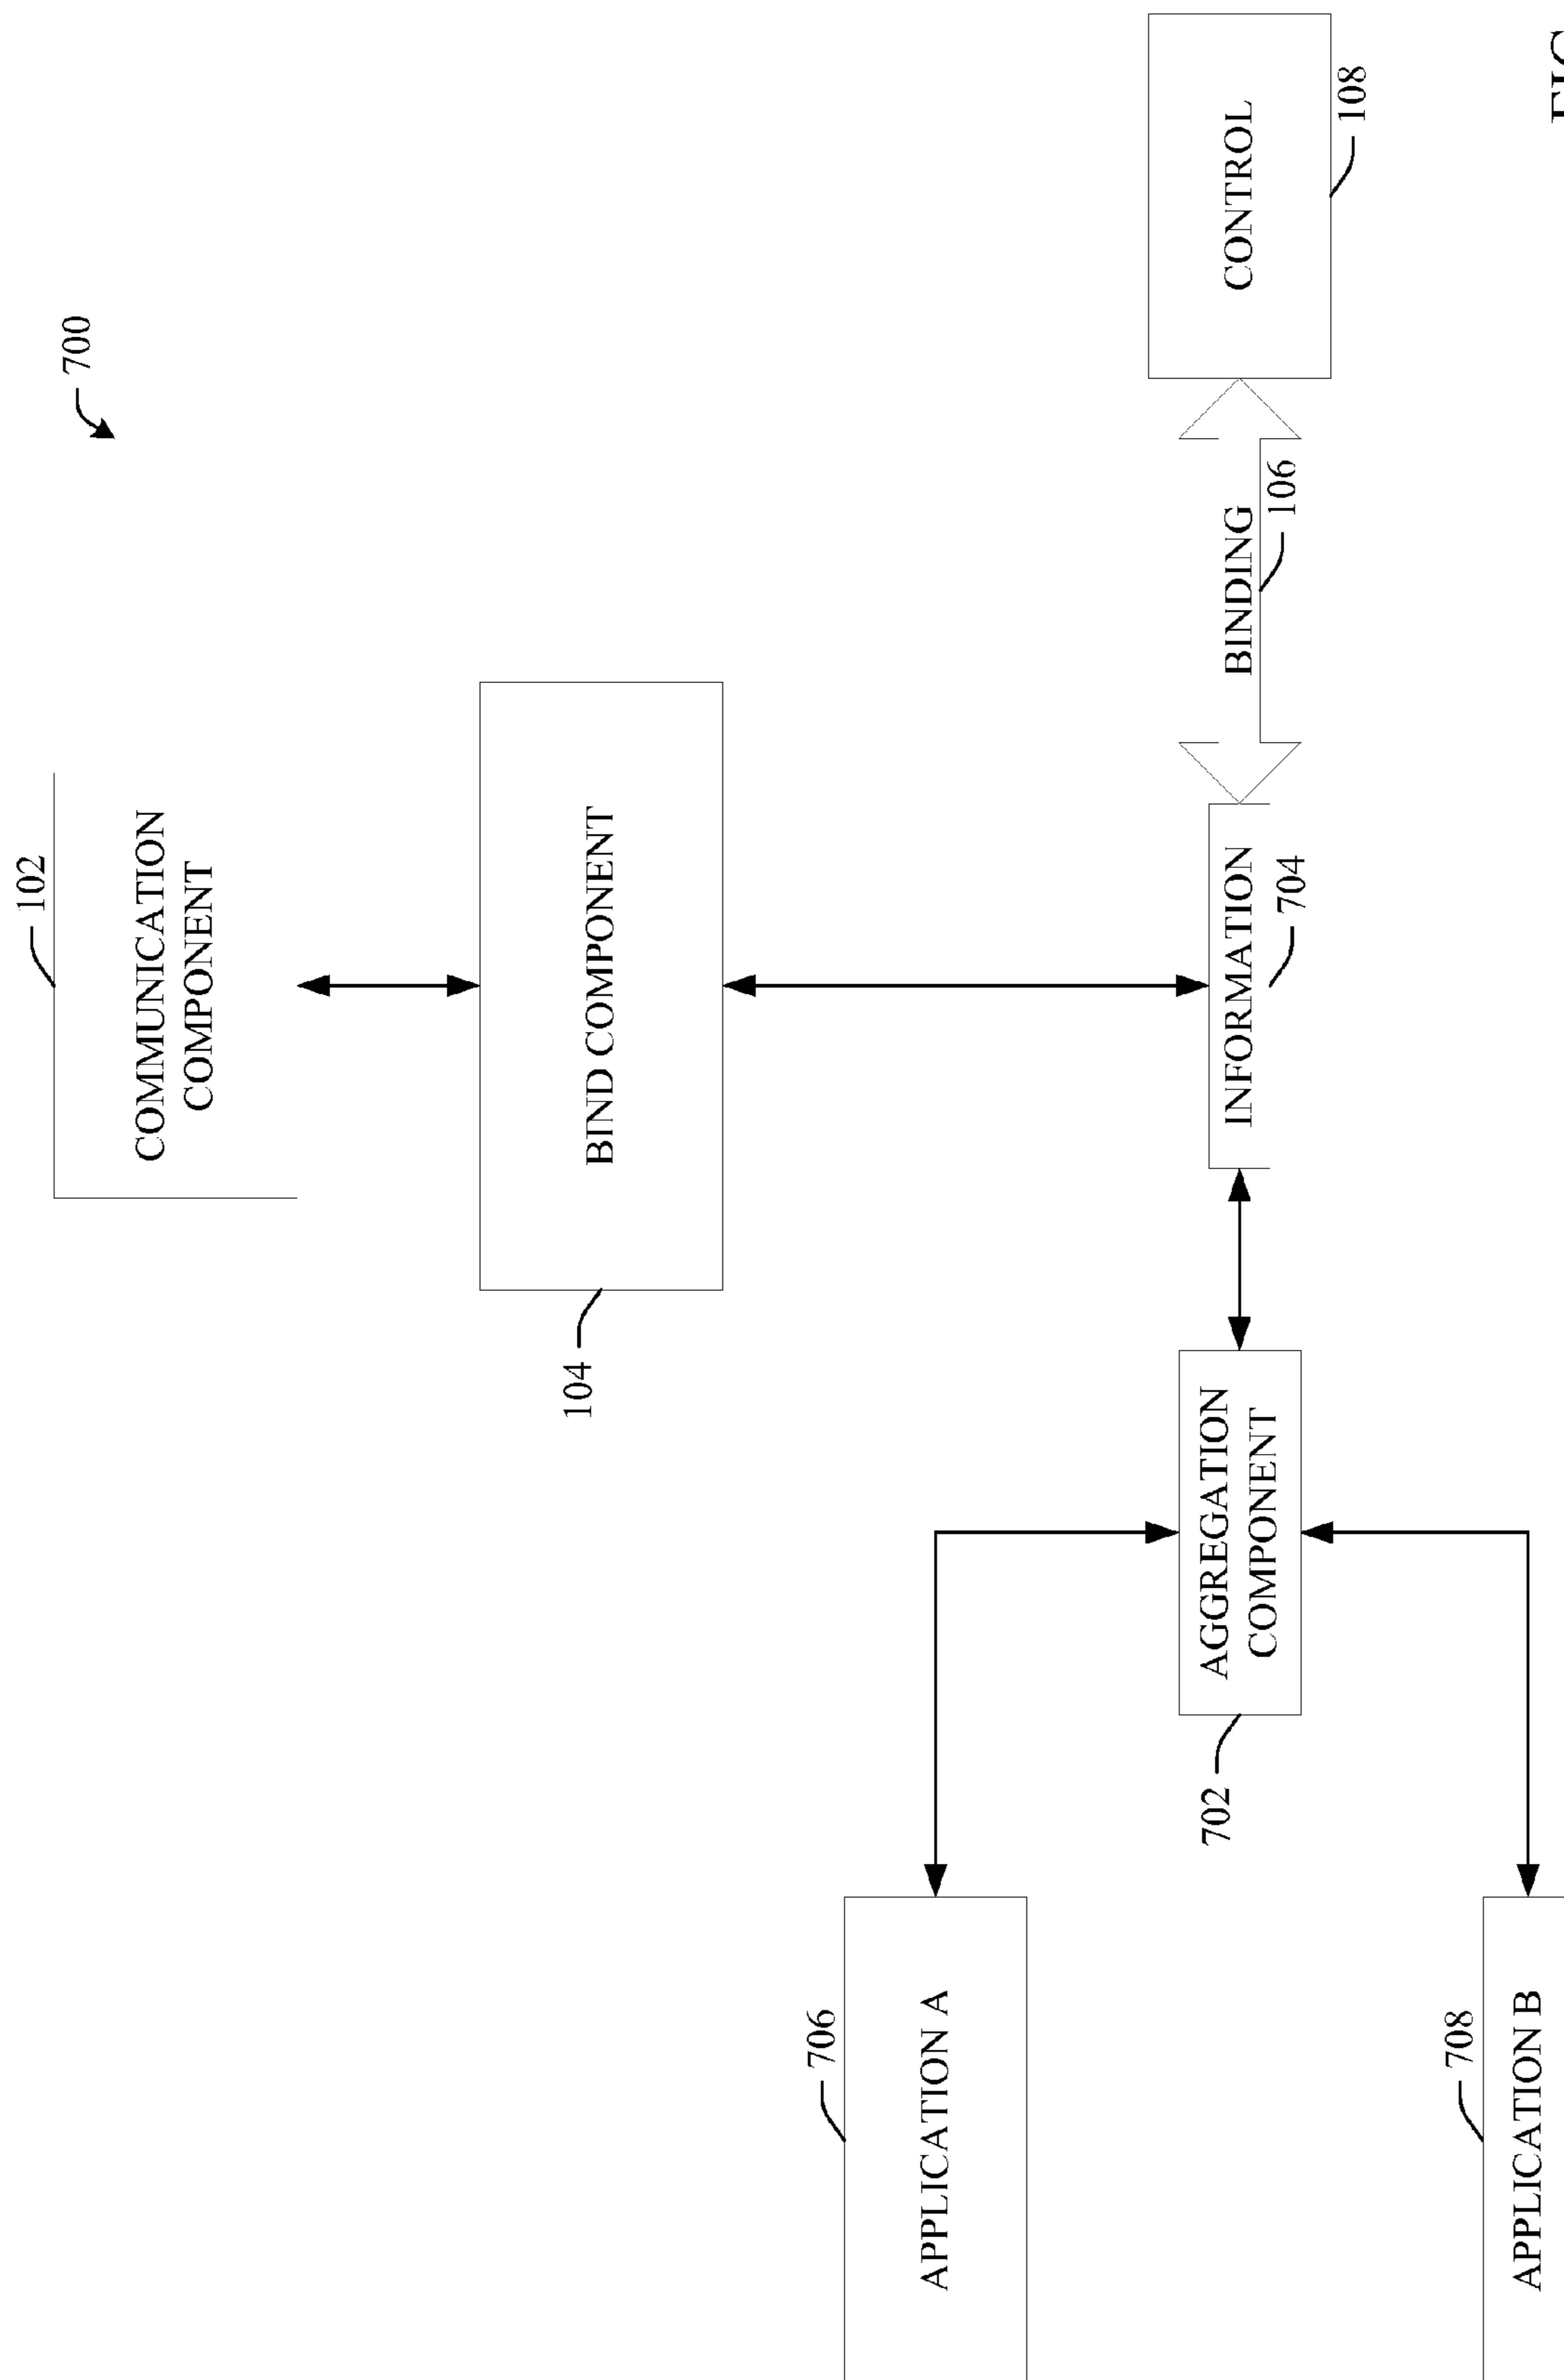 102
700
COMMUNICATION
COMPONENT
104
BIND COMPONENT
706
APPLICATION A
702
AGGREGATION
COMPONENT
INFORMATION
704
BINDING
106
CONTROL
108
708
APPLICATION B